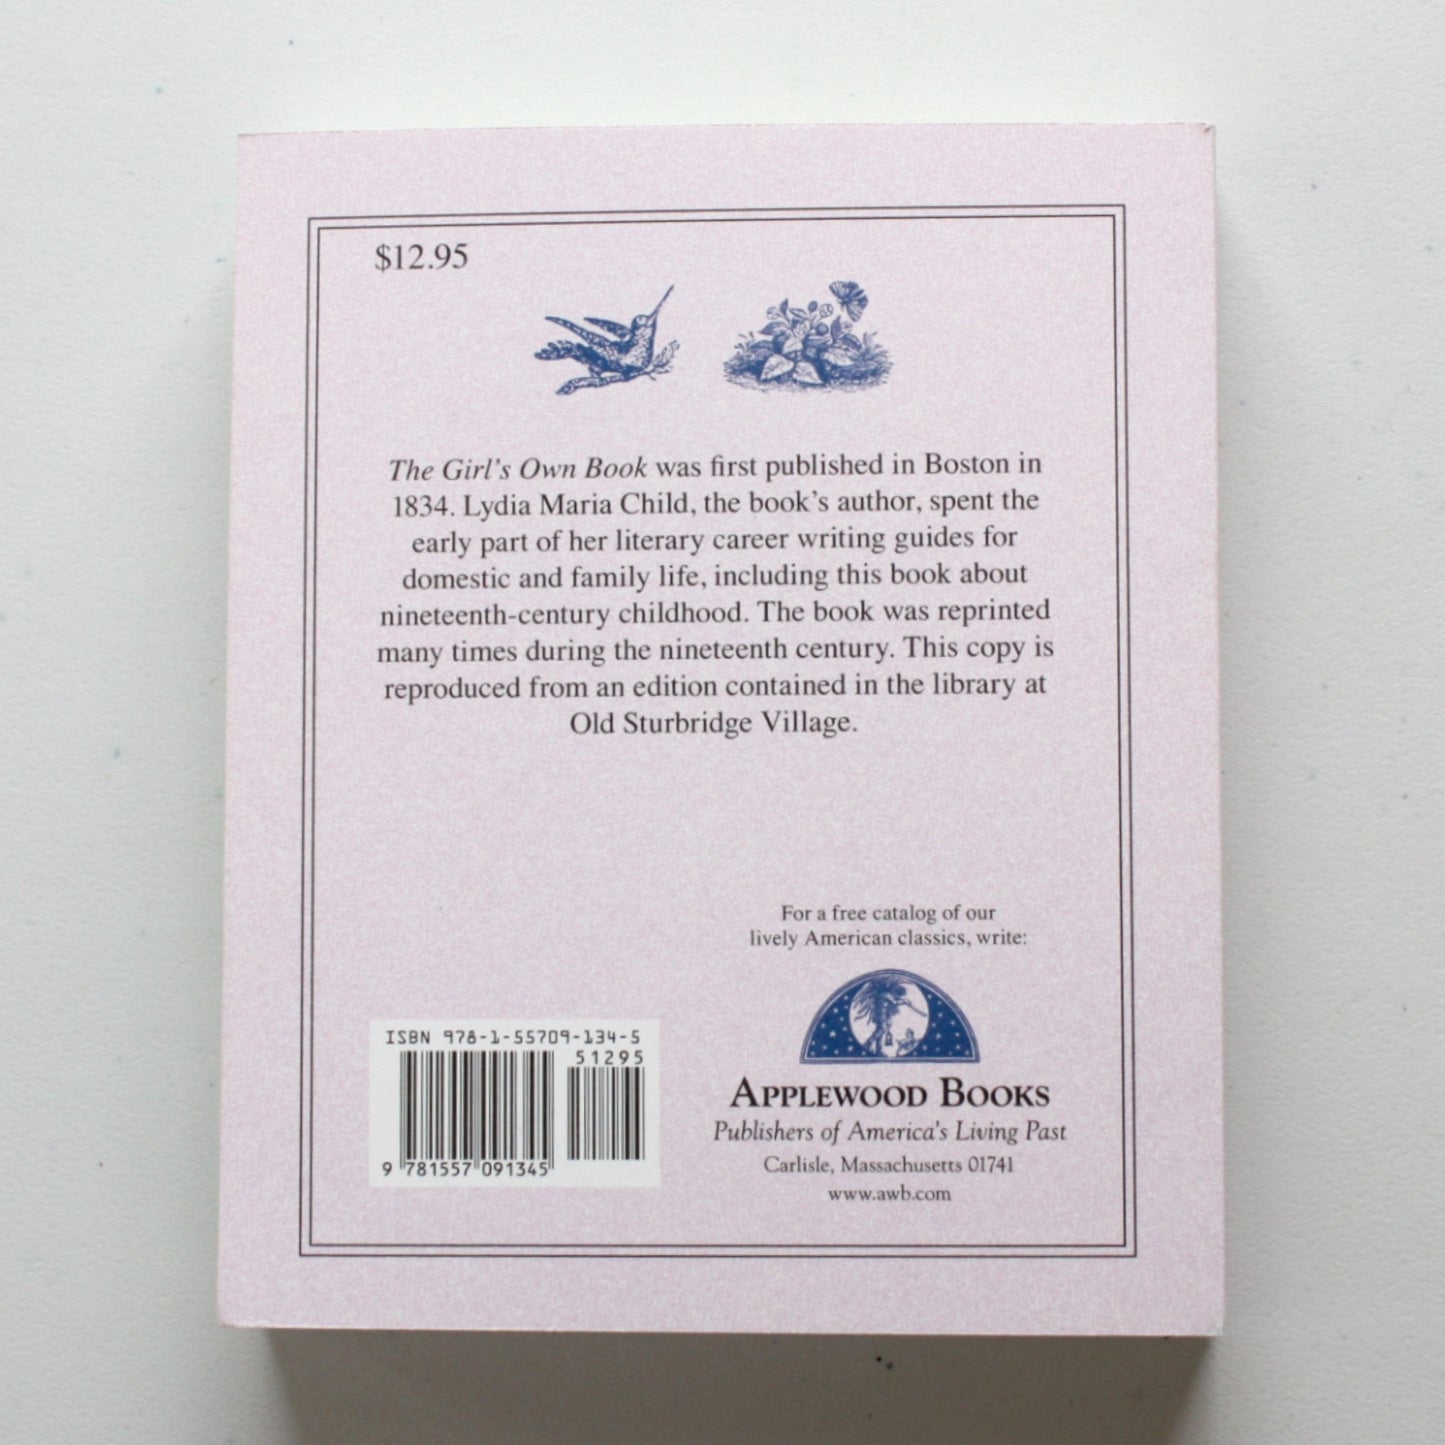 $12.95
The Girl's Own Book was first published in Boston in
1834. Lydia Maria Child, the book's author, spent the
early part of her literary career writing guides for
domestic and family life, including this book about
nineteenth-century childhood. The book was reprinted
many times during the nineteenth century. This copy is
reproduced from an edition contained in the library at
Old Sturbridge Village.
For a free catalog of our
lively American classics, write:
ISBN 978-1-55709-134-5
51295
9 781557 091345
APPLEWOOD BOOKS
Publishers of America's Living Past
Carlisle, Massachusetts 01741
www.awb.com